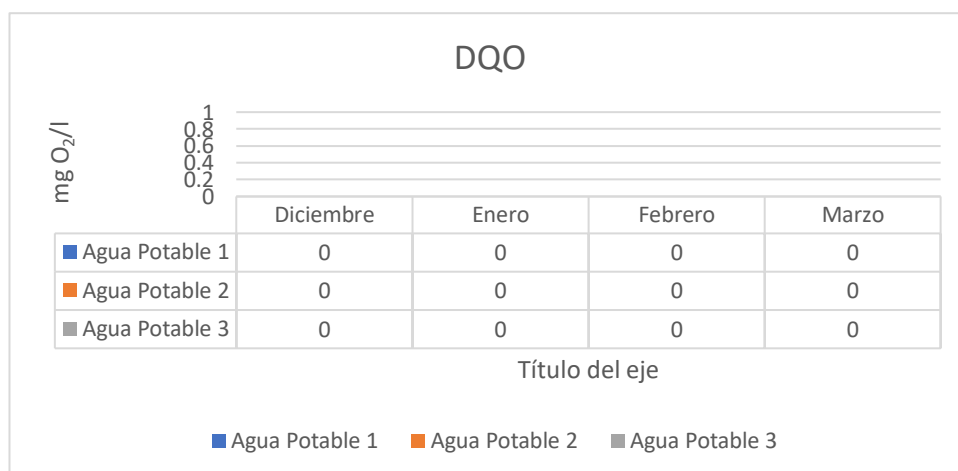 DQO
mg O₂/l
1
0.8
0.6
0.4
0.2
0
Diciembre Enero Febrero Marzo
Agua Potable 1 0 0 0 0
Agua Potable 2 0 0 0 0
Agua Potable 3 0 0 0 0
Título del eje
Agua Potable 1 Agua Potable 2 Agua Potable 3